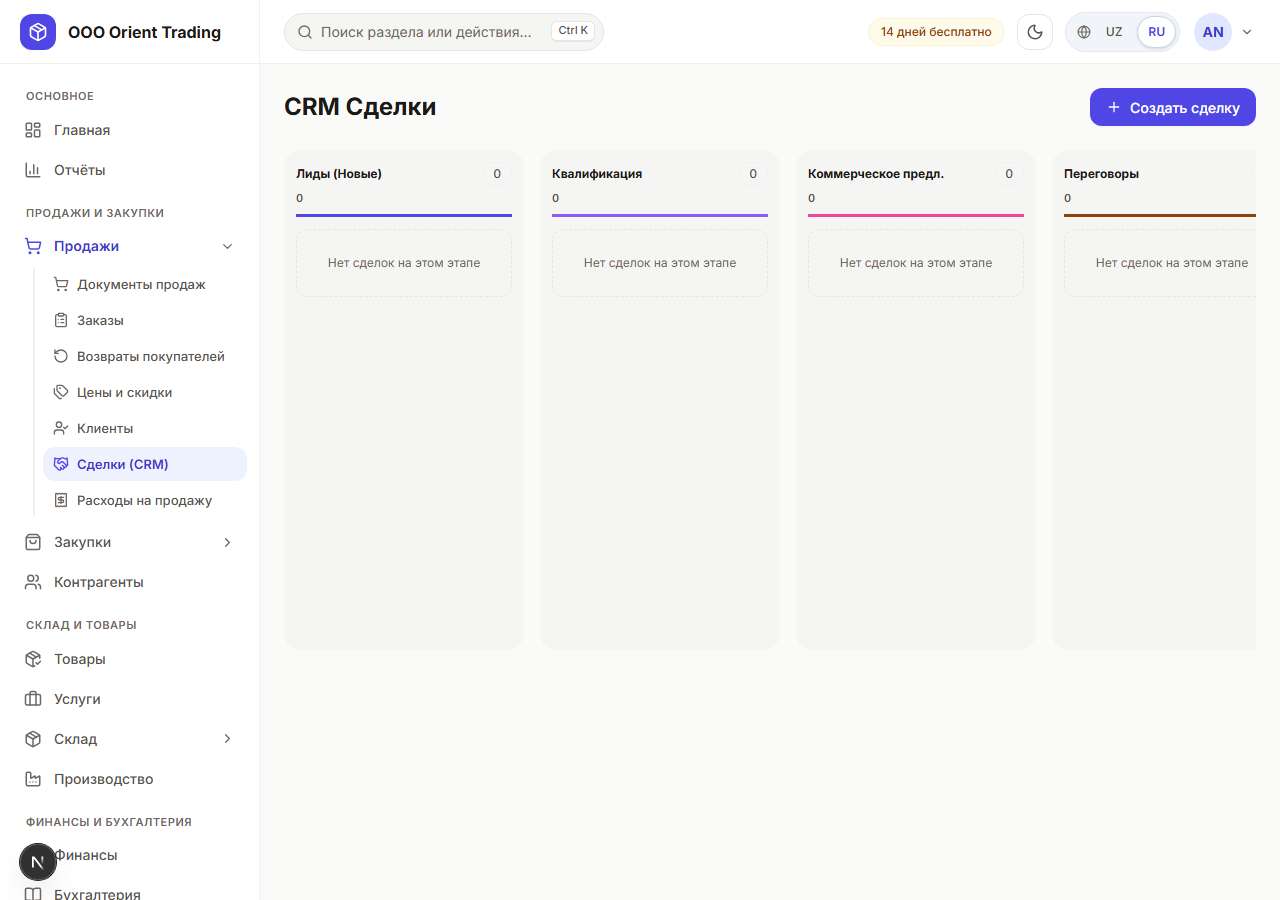 OOO Orient Trading
Поиск раздела или действия...
Ctrl K
14 дней бесплатно
UZ
RU
AN
ОСНОВНОЕ
Главная
Отчёты
ПРОДАЖИ И ЗАКУПКИ
Продажи
Документы продаж
Заказы
Возвраты покупателей
Цены и скидки
Клиенты
Сделки (CRM)
Расходы на продажу
Закупки
Контрагенты
СКЛАД И ТОВАРЫ
Товары
Услуги
Склад
Производство
ФИНАНСЫ И БУХГАЛТЕРИЯ
Финансы
Бухгалтерия
N
CRM Сделки
Создать сделку
Лиды (Новые) 0
0
Нет сделок на этом этапе
Квалификация 0
0
Нет сделок на этом этапе
Коммерческое предл. 0
0
Нет сделок на этом этапе
Переговоры
0
Нет сделок на этом этапе